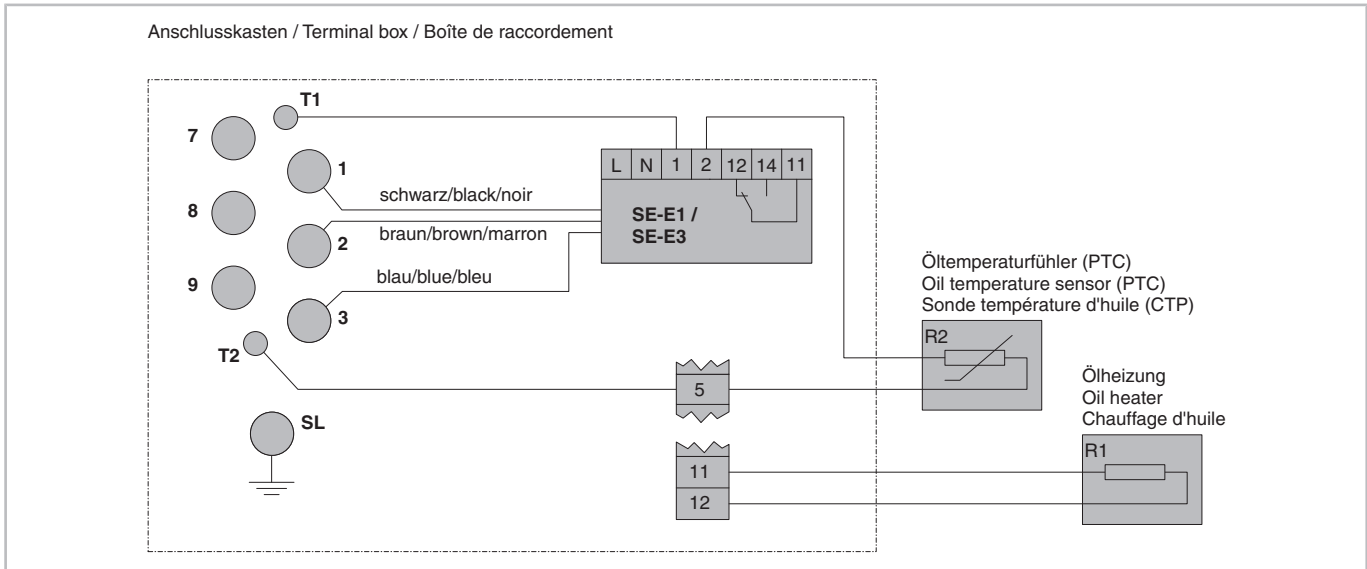 Anschlusskasten / Terminal box / Boîte de raccordement
T1
7
1
L N 1 2 12 14 11
schwarz/black/noir
8
SE-E1 /
SE-E3
2
braun/brown/marron
9
blau/blue/bleu
3
Öltemperaturfühler (PTC)
Oil temperature sensor (PTC)
Sonde température d'huile (CTP)
R2
T2
5
Ölheizung
Oil heater
Chauffage d'huile
SL
R1
11
12